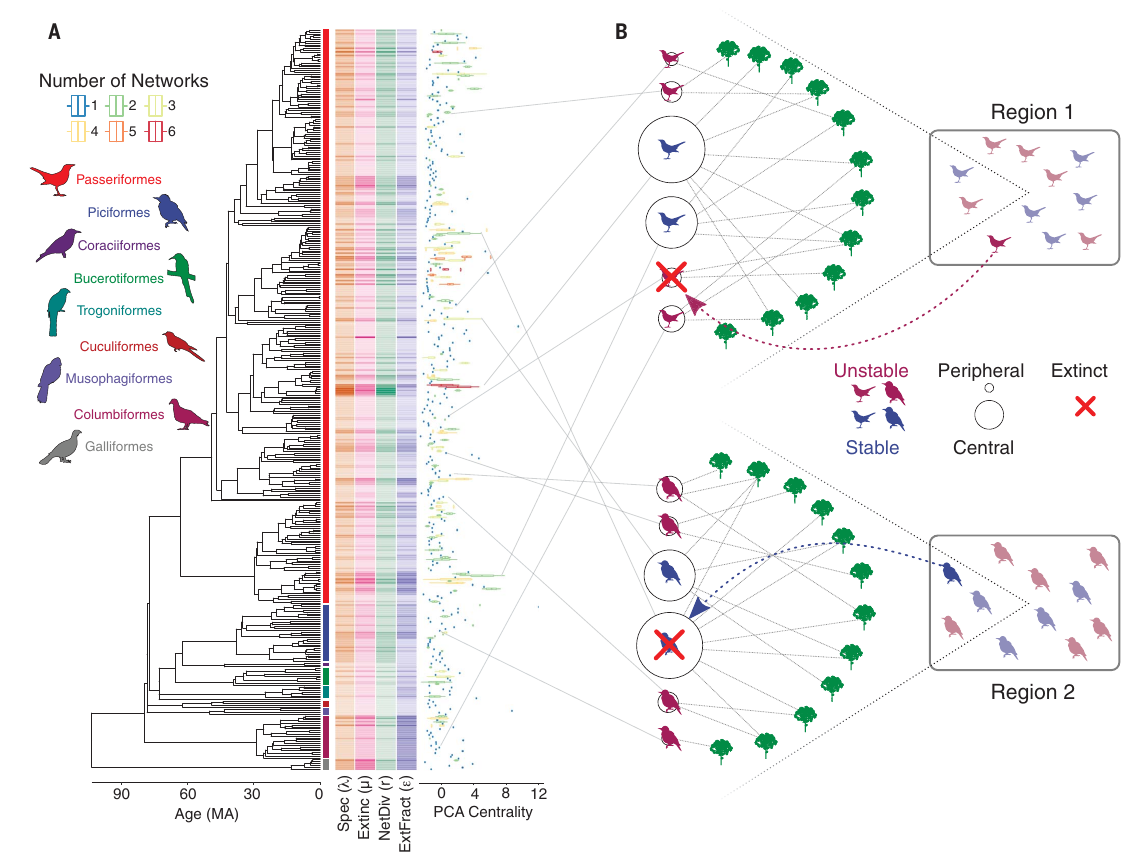 A
Number of Networks
1 2 3
4 5 6
Passeriformes
Piciformes
Coraciiformes
Bucerotiformes
Trogoniformes
Cuculiformes
Musophagiformes
Columbiformes
Galliformes
90 60 30 0
Age (MA)
Spec (λ)
Extinc (μ)
NetDiv (r)
ExtFract (ε)
0 4 8 12
PCA Centrality
B
Region 1
Unstable
Stable
Peripheral
Central
Extinct
Region 2